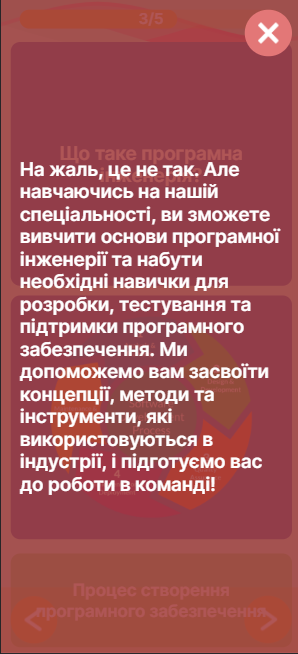 3/5
Що таке програмна
інженерія?
На жаль, це не так. Але
навчаючись на нашій
спеціальності, ви зможете
вивчити основи програмної
інженерії та набути
необхідні навички для
розробки, тестування та
підтримки програмного
забезпечення. Ми
допоможемо вам засвоїти
концепції, методи та
інструменти, які
використовуються в
індустрії, і підготуємо вас
до роботи в команді!
Process
Процес створення
програмного забезпечення